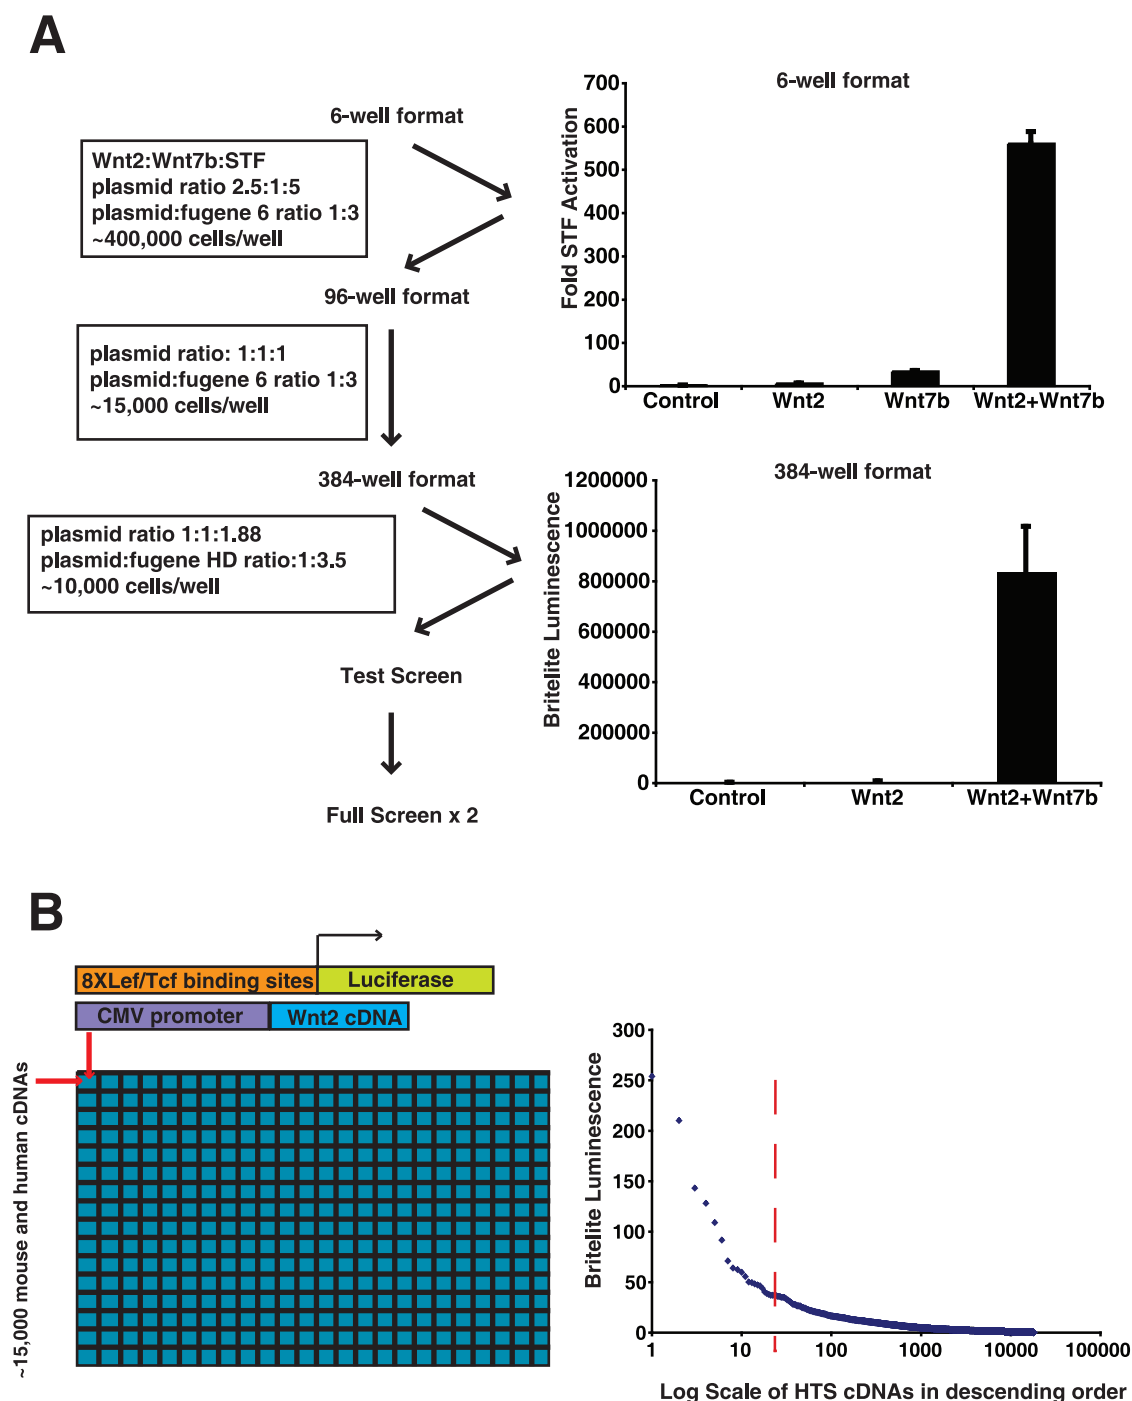 A
6-well format
Wnt2:Wnt7b:STF
plasmid ratio 2.5:1:5
plasmid:fugene 6 ratio 1:3
~400,000 cells/well
96-well format
plasmid ratio: 1:1:1
plasmid:fugene 6 ratio 1:3
~15,000 cells/well
384-well format
plasmid ratio 1:1:1.88
plasmid:fugene HD ratio:1:3.5
~10,000 cells/well
Test Screen
Full Screen x 2
6-well format
Fold STF Activation
700
600
500
400
300
200
100
0
Control
Wnt2
Wnt7b
Wnt2+Wnt7b
384-well format
Britelite Luminescence
1200000
1000000
800000
600000
400000
200000
0
Control
Wnt2
Wnt2+Wnt7b
B
8XLef/Tcf binding sites
Luciferase
CMV promoter
Wnt2 cDNA
~15,000 mouse and human cDNAs
Britelite Luminescence
300
250
200
150
100
50
0
1
10
100
1000
10000
100000
Log Scale of HTS cDNAs in descending order